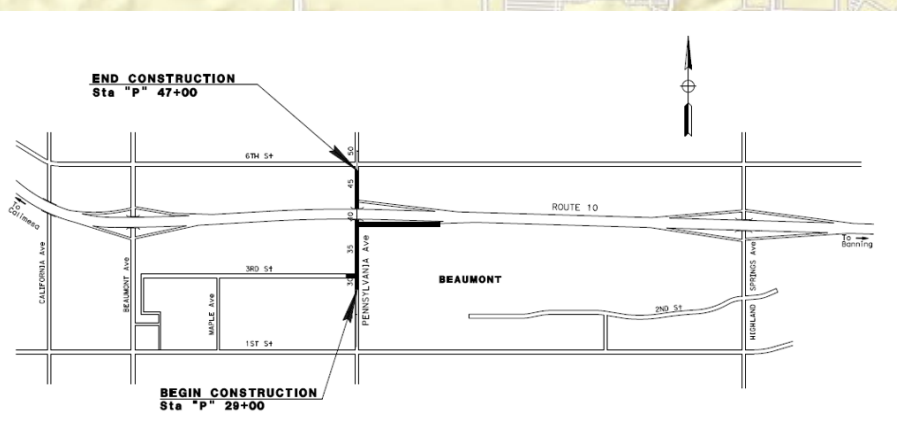 END CONSTRUCTION
Sta "P" 47+00
50
6TH St
45
To
Calimesa
40
ROUTE 10
35
To
Banning
CALIFORNIA Ave
BEAUMONT Ave
3RD St
30
PENNSYLVANIA Ave
BEAUMONT
HIGHLAND SPRINGS Ave
MAPLE Ave
2ND St
1ST St
BEGIN CONSTRUCTION
Sta "P" 29+00